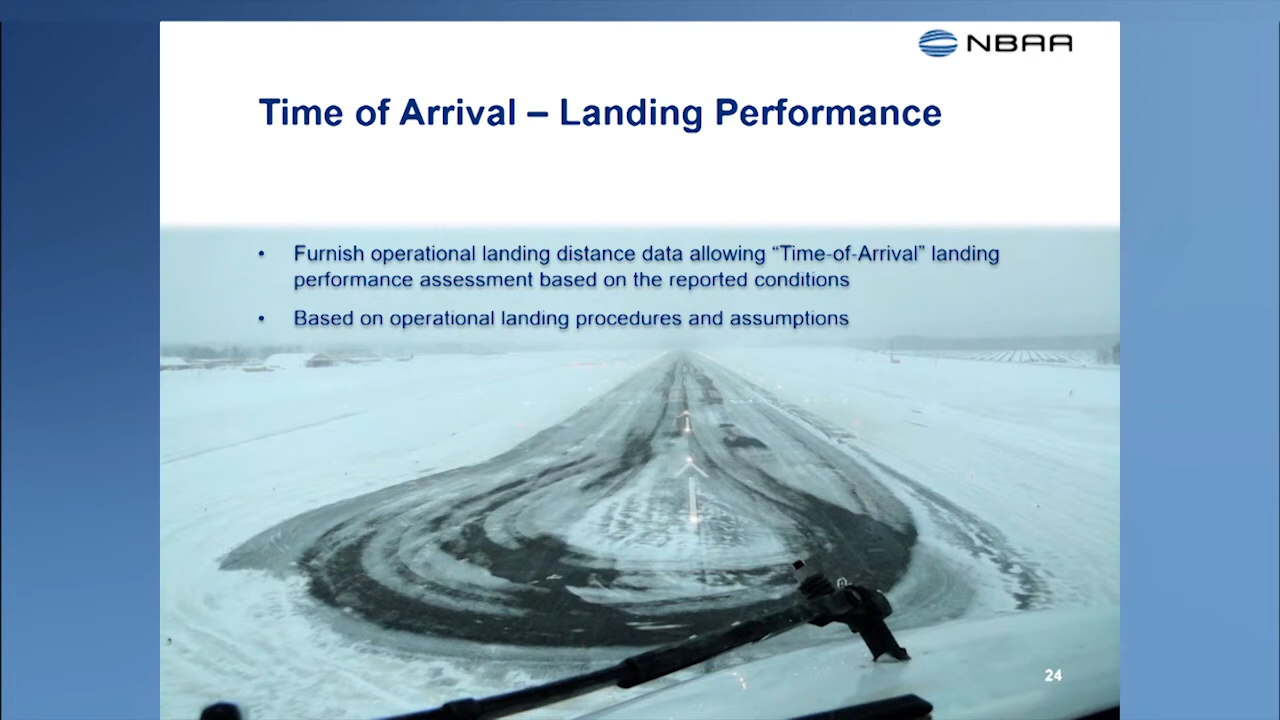 NBAA
Time of Arrival – Landing Performance
• Furnish operational landing distance data allowing “Time-of-Arrival” landing
performance assessment based on the reported conditions
• Based on operational landing procedures and assumptions
24